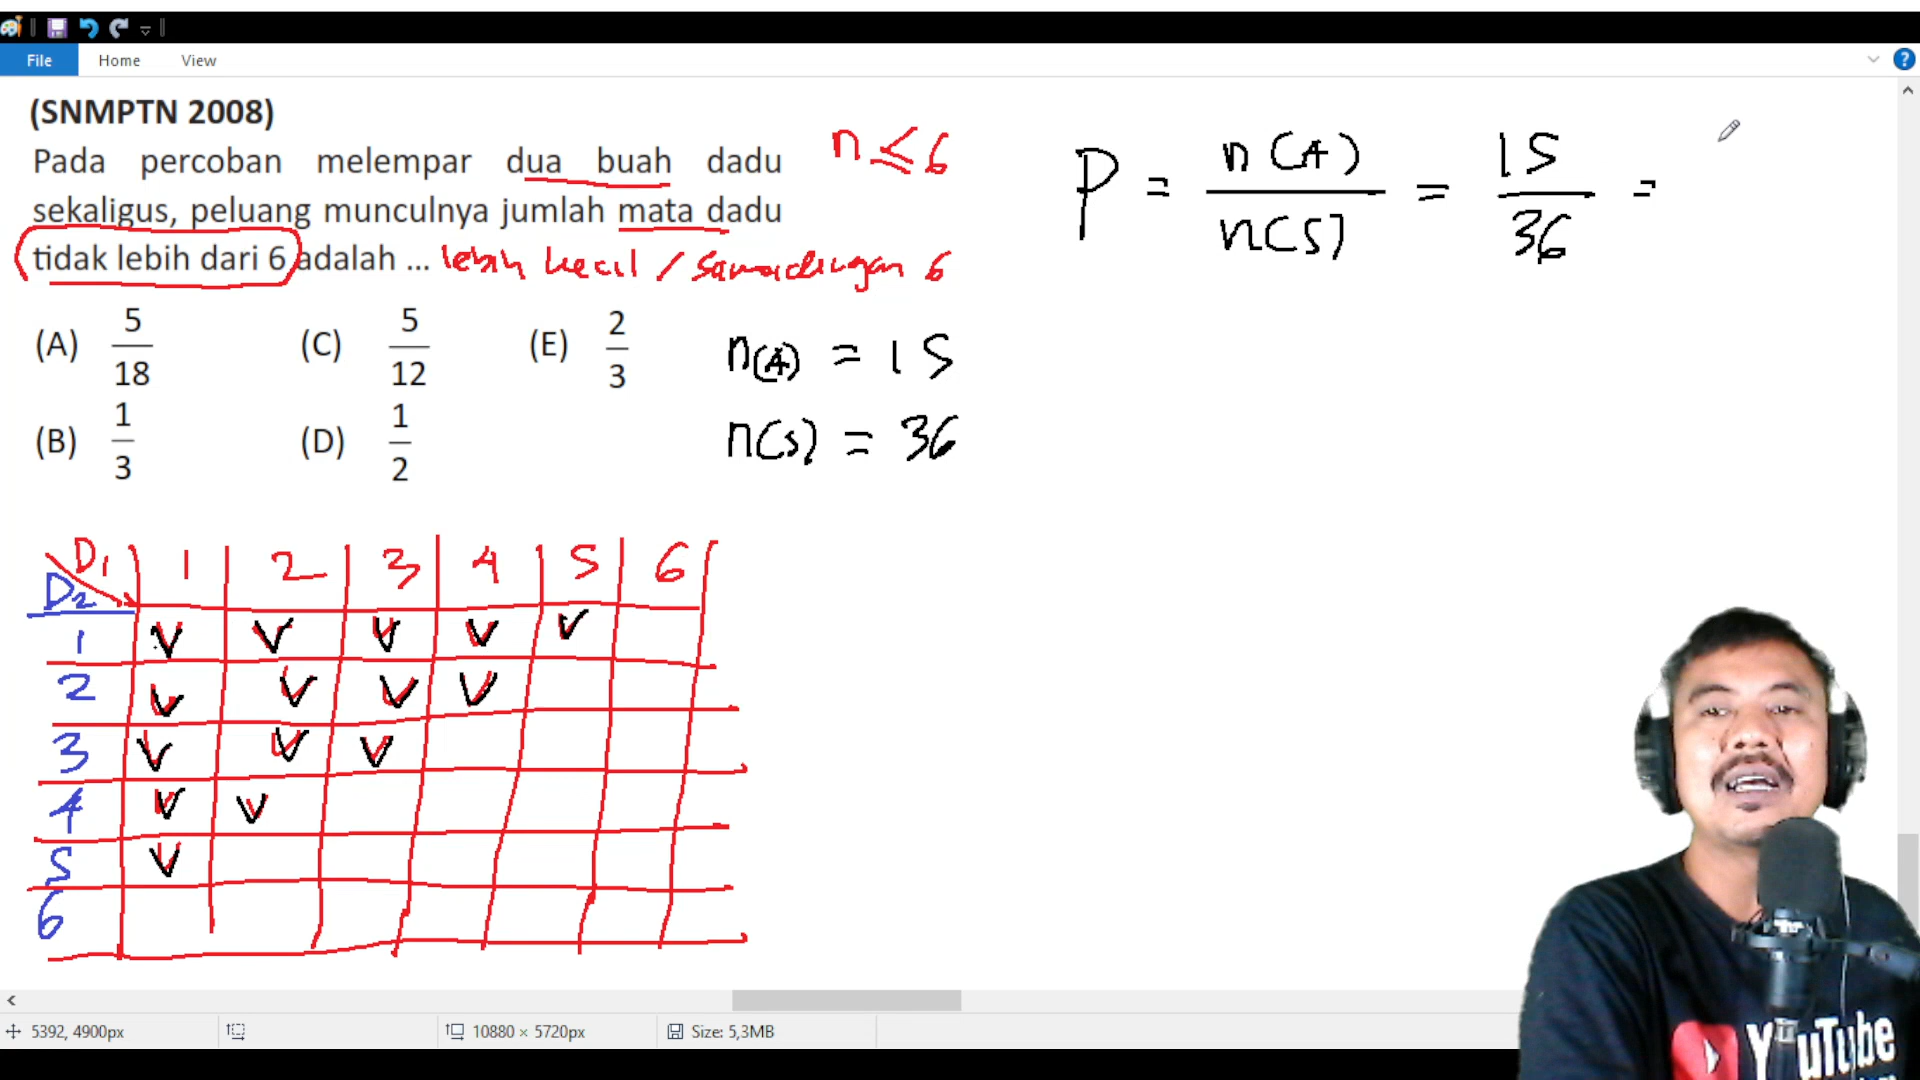 File Home View
(SNMPTN 2008)
Pada percoban melempar dua buah dadu
sekaligus, peluang munculnya jumlah mata dadu
tidak lebih dari 6 adalah ...
lebih kecil / samadengan 6
n ≤ 6
(A) 5/18 (C) 5/12 (E) 2/3
(B) 1/3 (D) 1/2
n(A) = 15
n(S) = 36
P = n(A)/n(S) = 15/36 =
D1 1 2 3 4 5 6
D2
1 V V V V V
2 V V V V
3 V V V
4 V V
5 V
6
YouTube
5392, 4900px 10880 × 5720px Size: 5,3MB